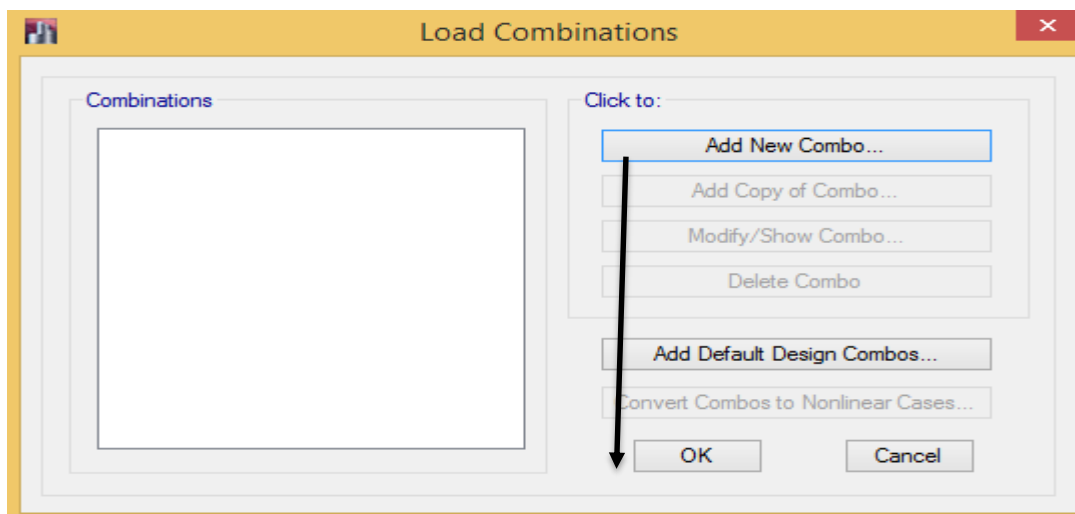 Load Combinations
Combinations
Click to:
Add New Combo...
Add Copy of Combo...
Modify/Show Combo...
Delete Combo
Add Default Design Combos...
Convert Combos to Nonlinear Cases...
OK
Cancel